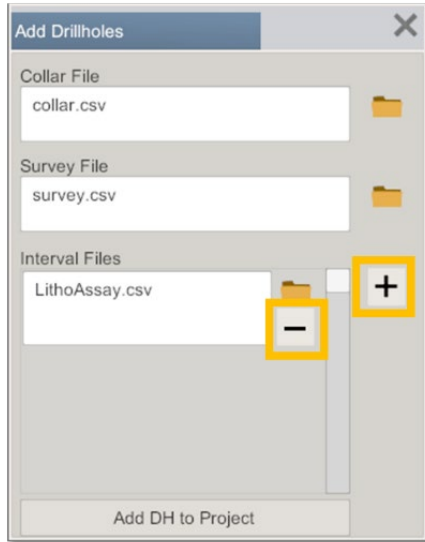 Add Drillholes
Collar File
collar.csv
Survey File
survey.csv
Interval Files
LithoAssay.csv
+
−
Add DH to Project